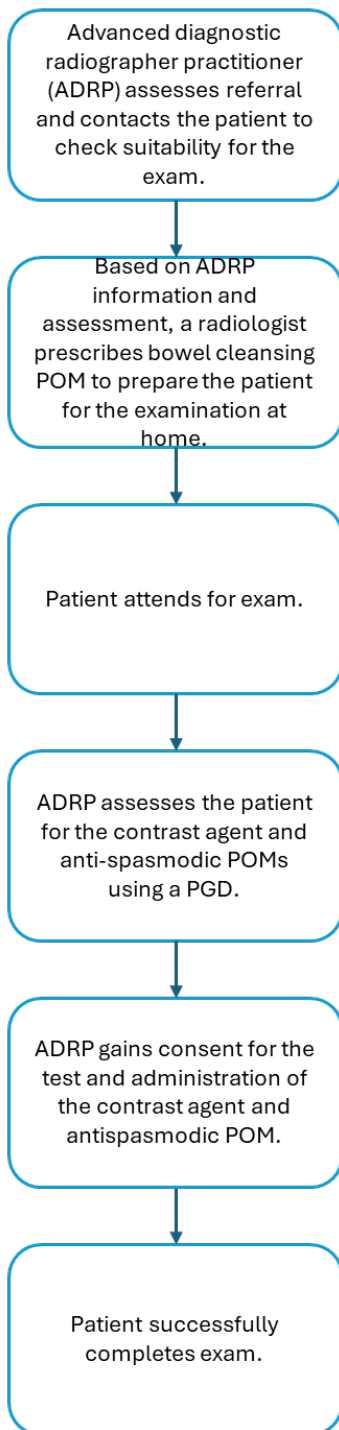 Advanced diagnostic
radiographer practitioner
(ADRP) assesses referral
and contacts the patient to
check suitability for the
exam.
Based on ADRP
information and
assessment, a radiologist
prescribes bowel cleansing
POM to prepare the patient
for the examination at
home.
Patient attends for exam.
ADRP assesses the patient
for the contrast agent and
anti-spasmodic POMs
using a PGD.
ADRP gains consent for the
test and administration of
the contrast agent and
antispasmodic POM.
Patient successfully
completes exam.